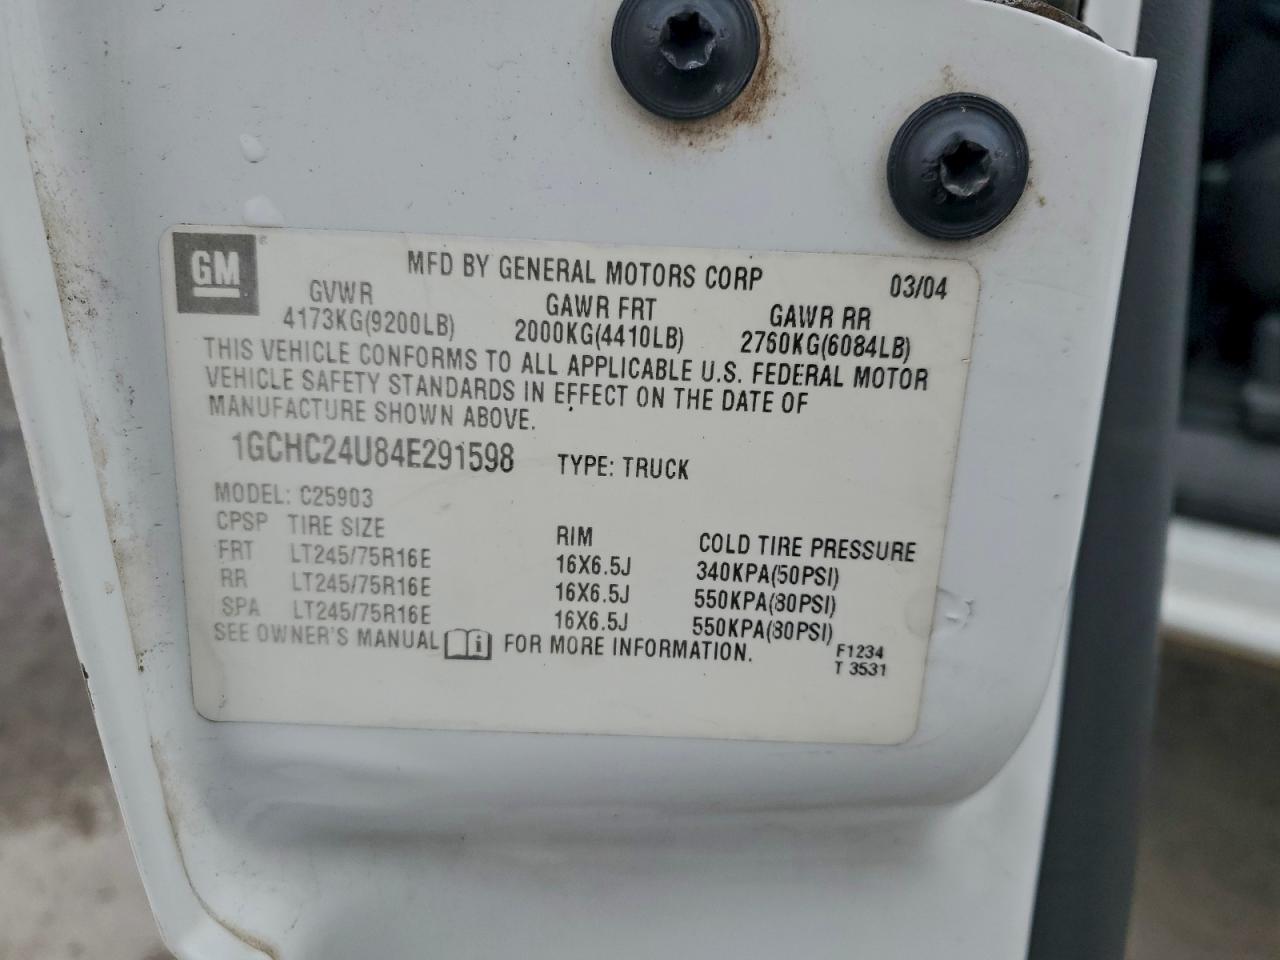 GM
MFD BY GENERAL MOTORS CORP 03/04
GVWR GAWR FRT GAWR RR
4173KG(9200LB) 2000KG(4410LB) 2750KG(6084LB)
THIS VEHICLE CONFORMS TO ALL APPLICABLE U.S. FEDERAL MOTOR
VEHICLE SAFETY STANDARDS IN EFFECT ON THE DATE OF
MANUFACTURE SHOWN ABOVE.
1GCHC24U84E291598 TYPE: TRUCK
MODEL: C25903
CPSP TIRE SIZE RIM COLD TIRE PRESSURE
FRT LT245/75R16E 16X6.5J 340KPA(50PSI)
RR LT245/75R16E 16X6.5J 550KPA(80PSI)
SPA LT245/75R16E 16X6.5J 550KPA(80PSI)
SEE OWNER'S MANUAL FOR MORE INFORMATION.
F1234
T 3531